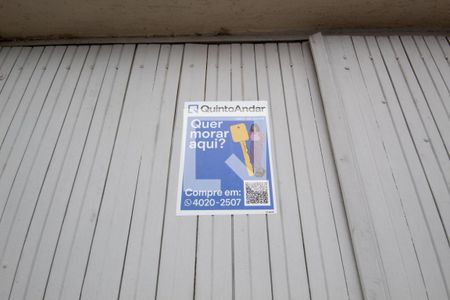 QuintoAndar
Quer
morar
aqui?
Compre em:
4020-2507